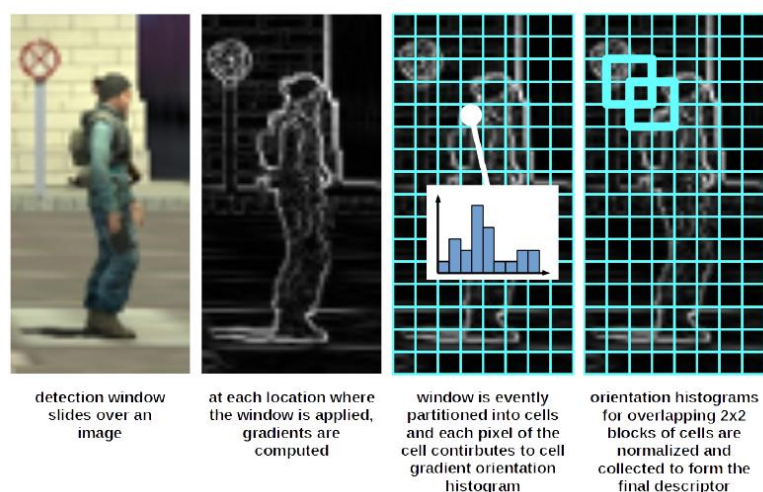 detection window
slides over an
image
at each location where
the window is applied,
gradients are
computed
window is evently
partitioned into cells
and each pixel of the
cell contirbutes to cell
gradient orientation
histogram
orientation histograms
for overlapping 2x2
blocks of cells are
normalized and
collected to form the
final descriptor